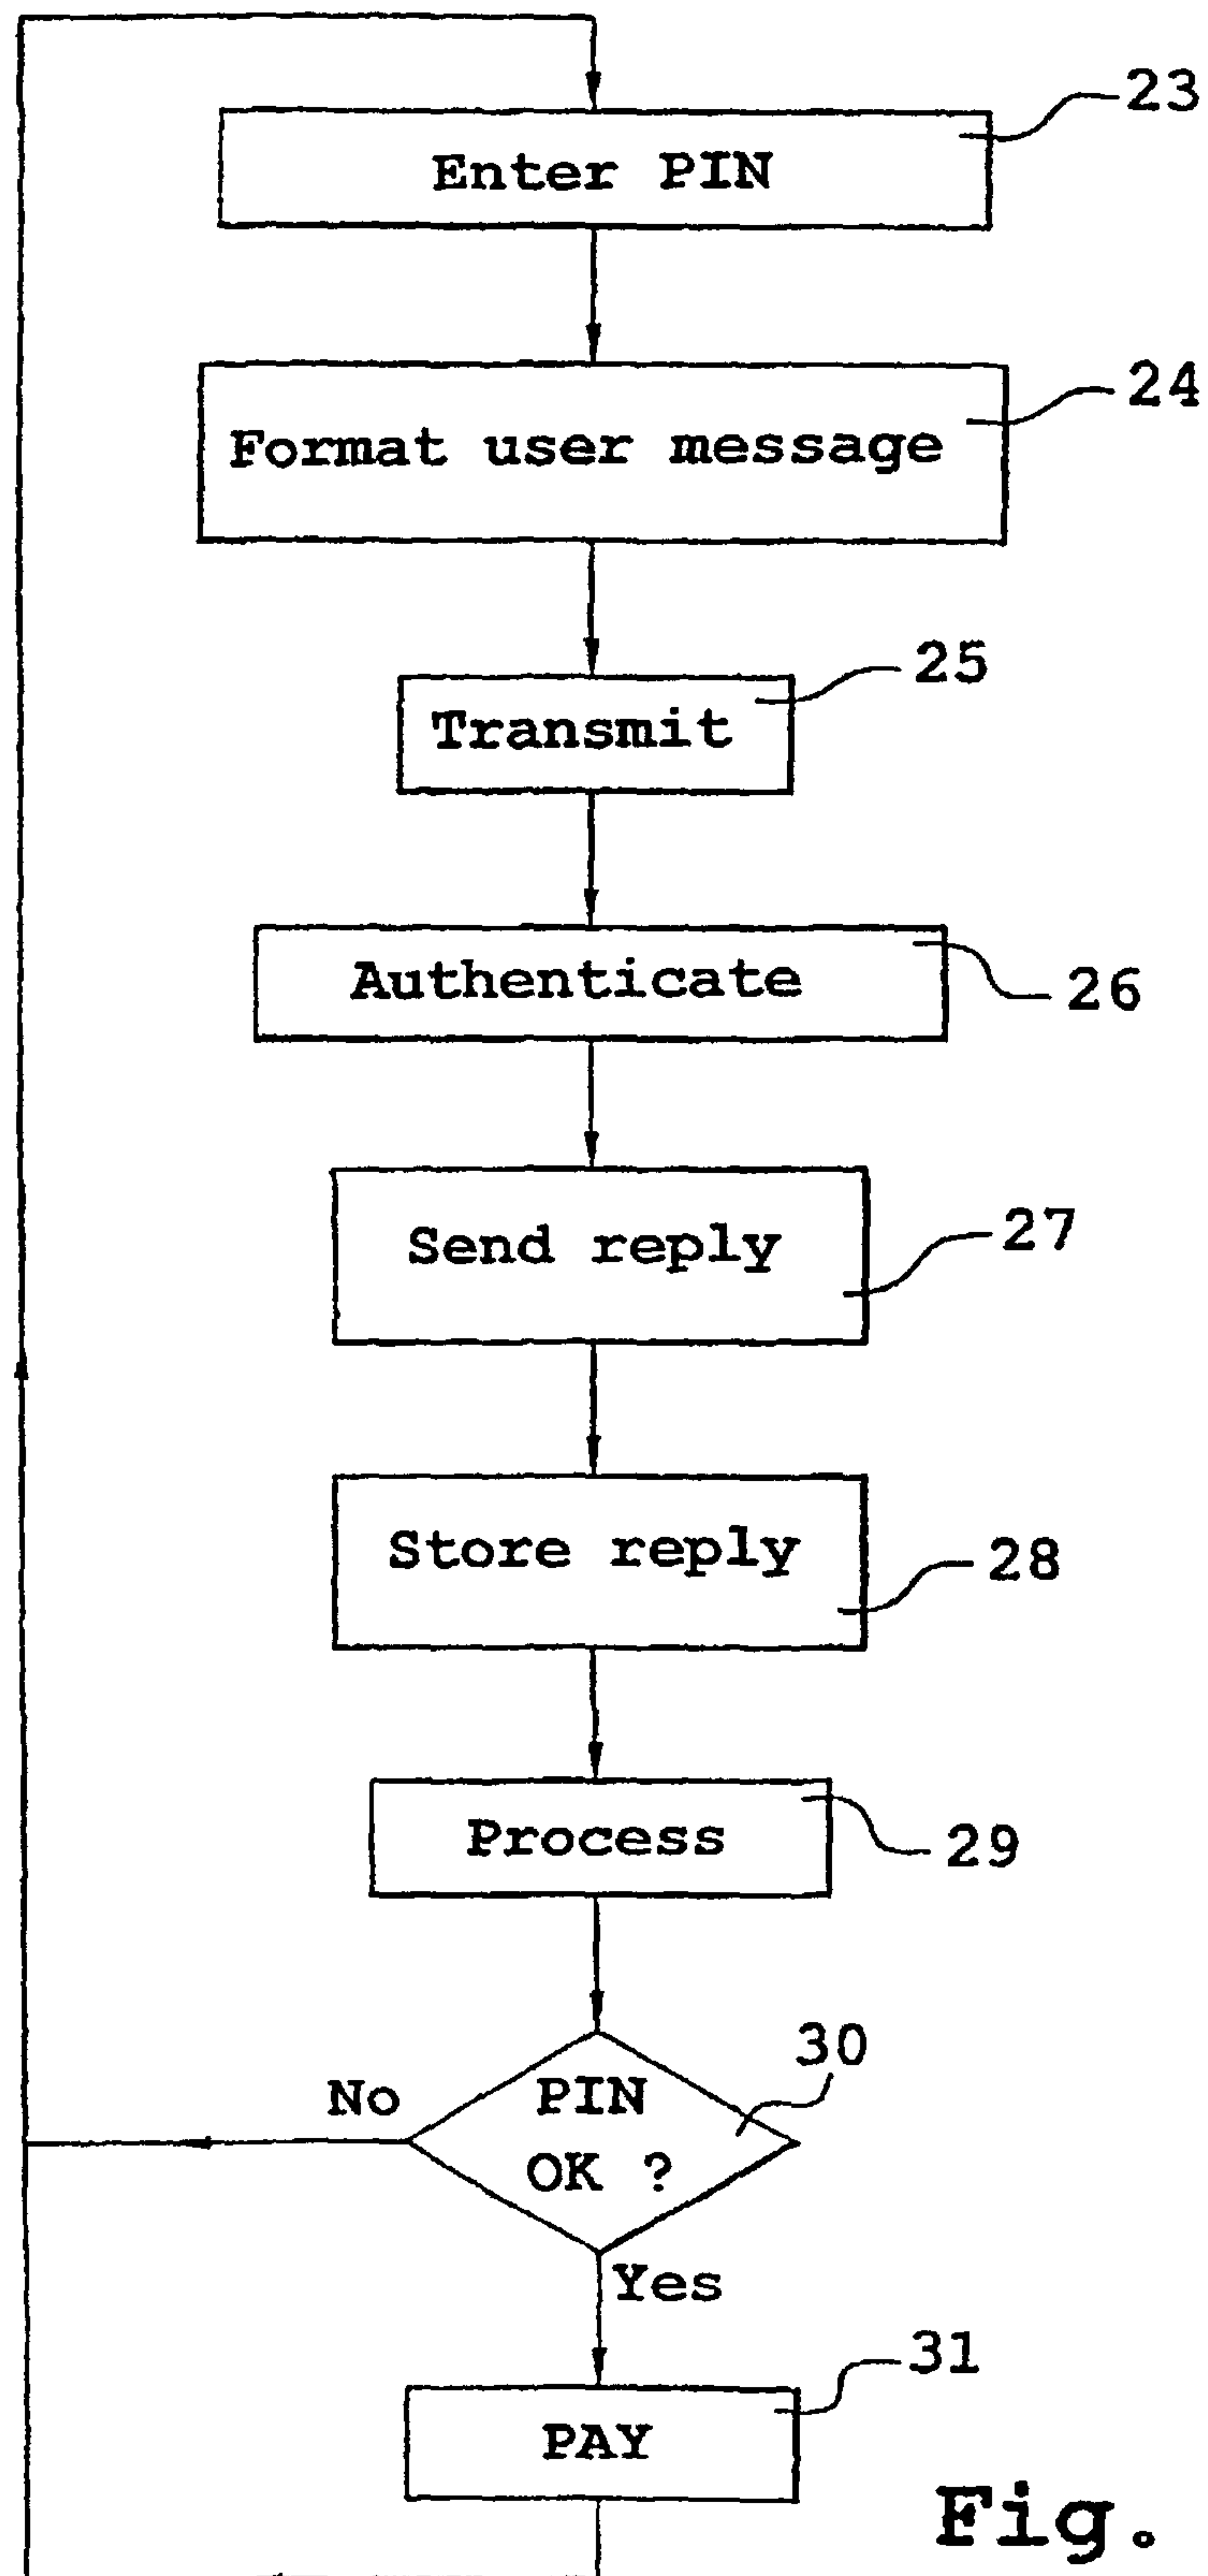 23
Enter PIN
24
Format user message
25
Transmit
Authenticate
26
Send reply
27
Store reply
28
Process
29
30
No
PIN
OK ?
Yes
31
PAY
Fig.